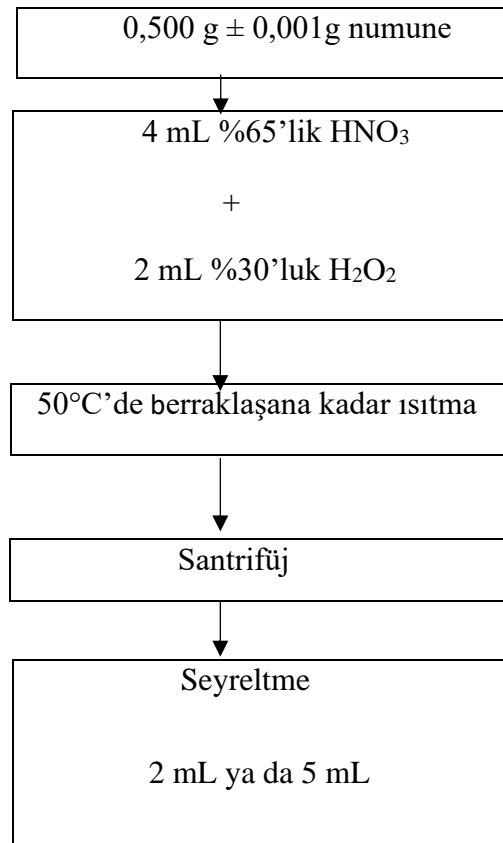 0,500 g ± 0,001g numune
4 mL %65’lik HNO₃
+
2 mL %30’luk H₂O₂
50°C’de berraklaşana kadar ısıtma
Santrifüj
Seyreltme
2 mL ya da 5 mL